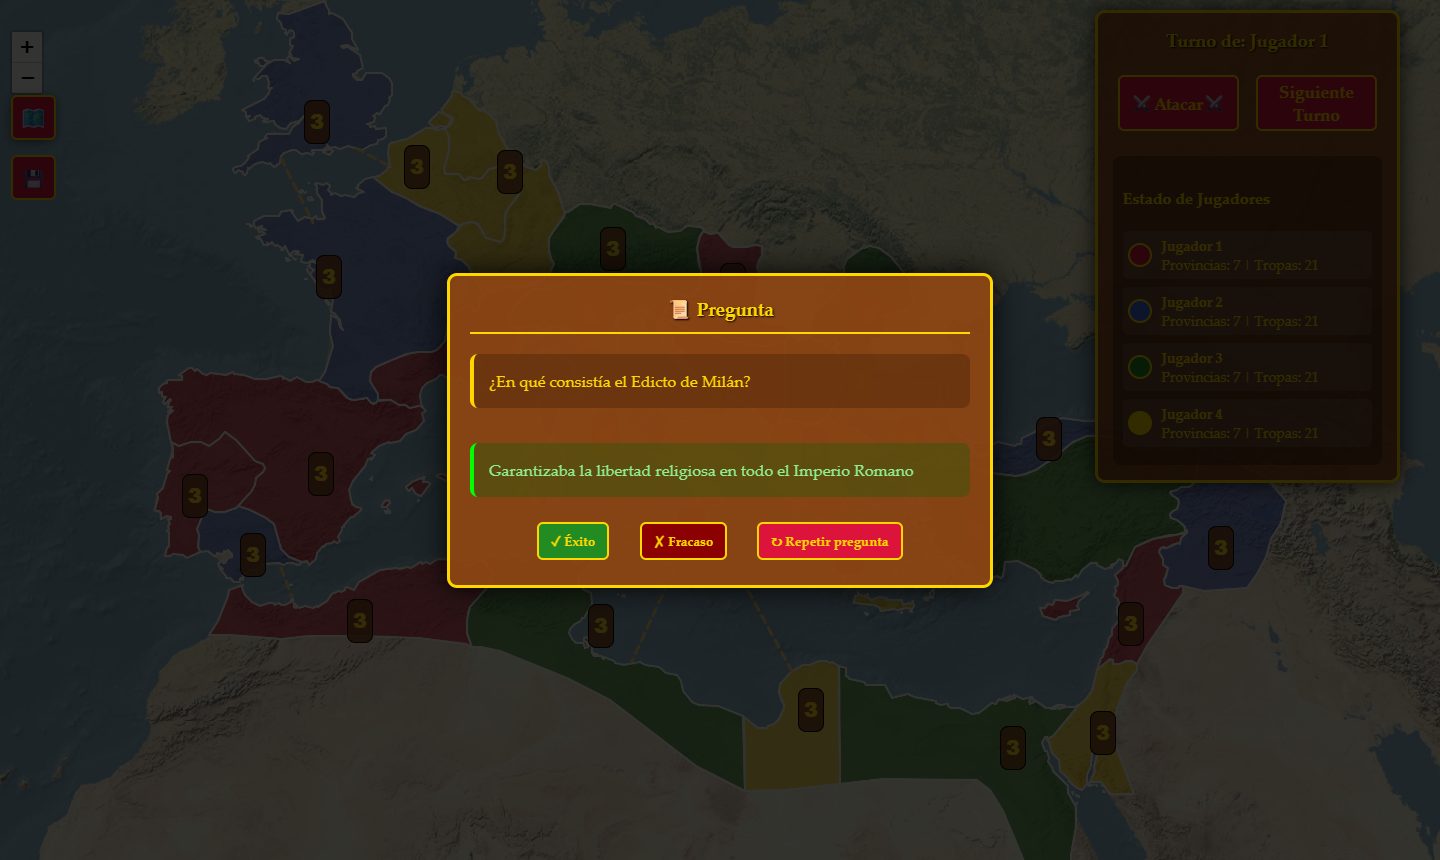 +
−
Turno de: Jugador 1
Atacar
Siguiente
Turno
Estado de Jugadores
Jugador 1
Provincias: 7 | Tropas: 21
Jugador 2
Provincias: 7 | Tropas: 21
Jugador 3
Provincias: 7 | Tropas: 21
Jugador 4
Provincias: 7 | Tropas: 21
3
3
3
3
3
Pregunta
¿En qué consistía el Edicto de Milán?
Garantizaba la libertad religiosa en todo el Imperio Romano
✓ Éxito
✗ Fracaso
↻ Repetir pregunta
3
3
3
3
3
3
3
3
3
3
3
3